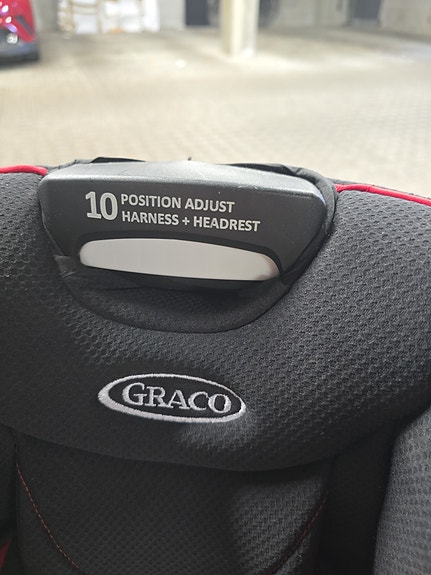 10 POSITION ADJUST
HARNESS + HEADREST
GRACO